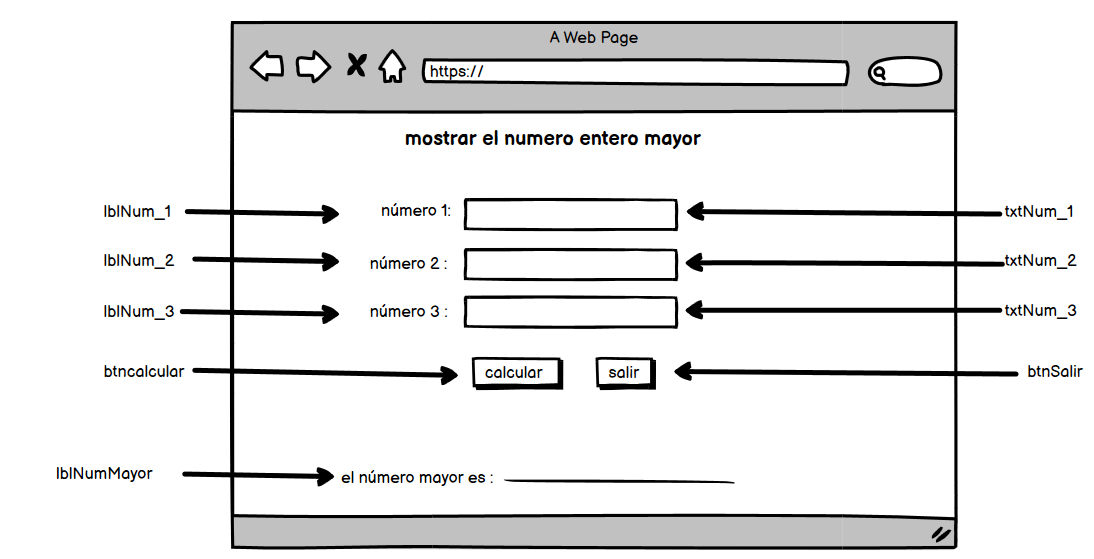 A Web Page
https://
mostrar el numero entero mayor
lblNum_1
número 1:
txtNum_1
lblNum_2
número 2 :
txtNum_2
lblNum_3
número 3 :
txtNum_3
btncalcular
calcular
salir
btnSalir
lblNumMayor
el número mayor es :